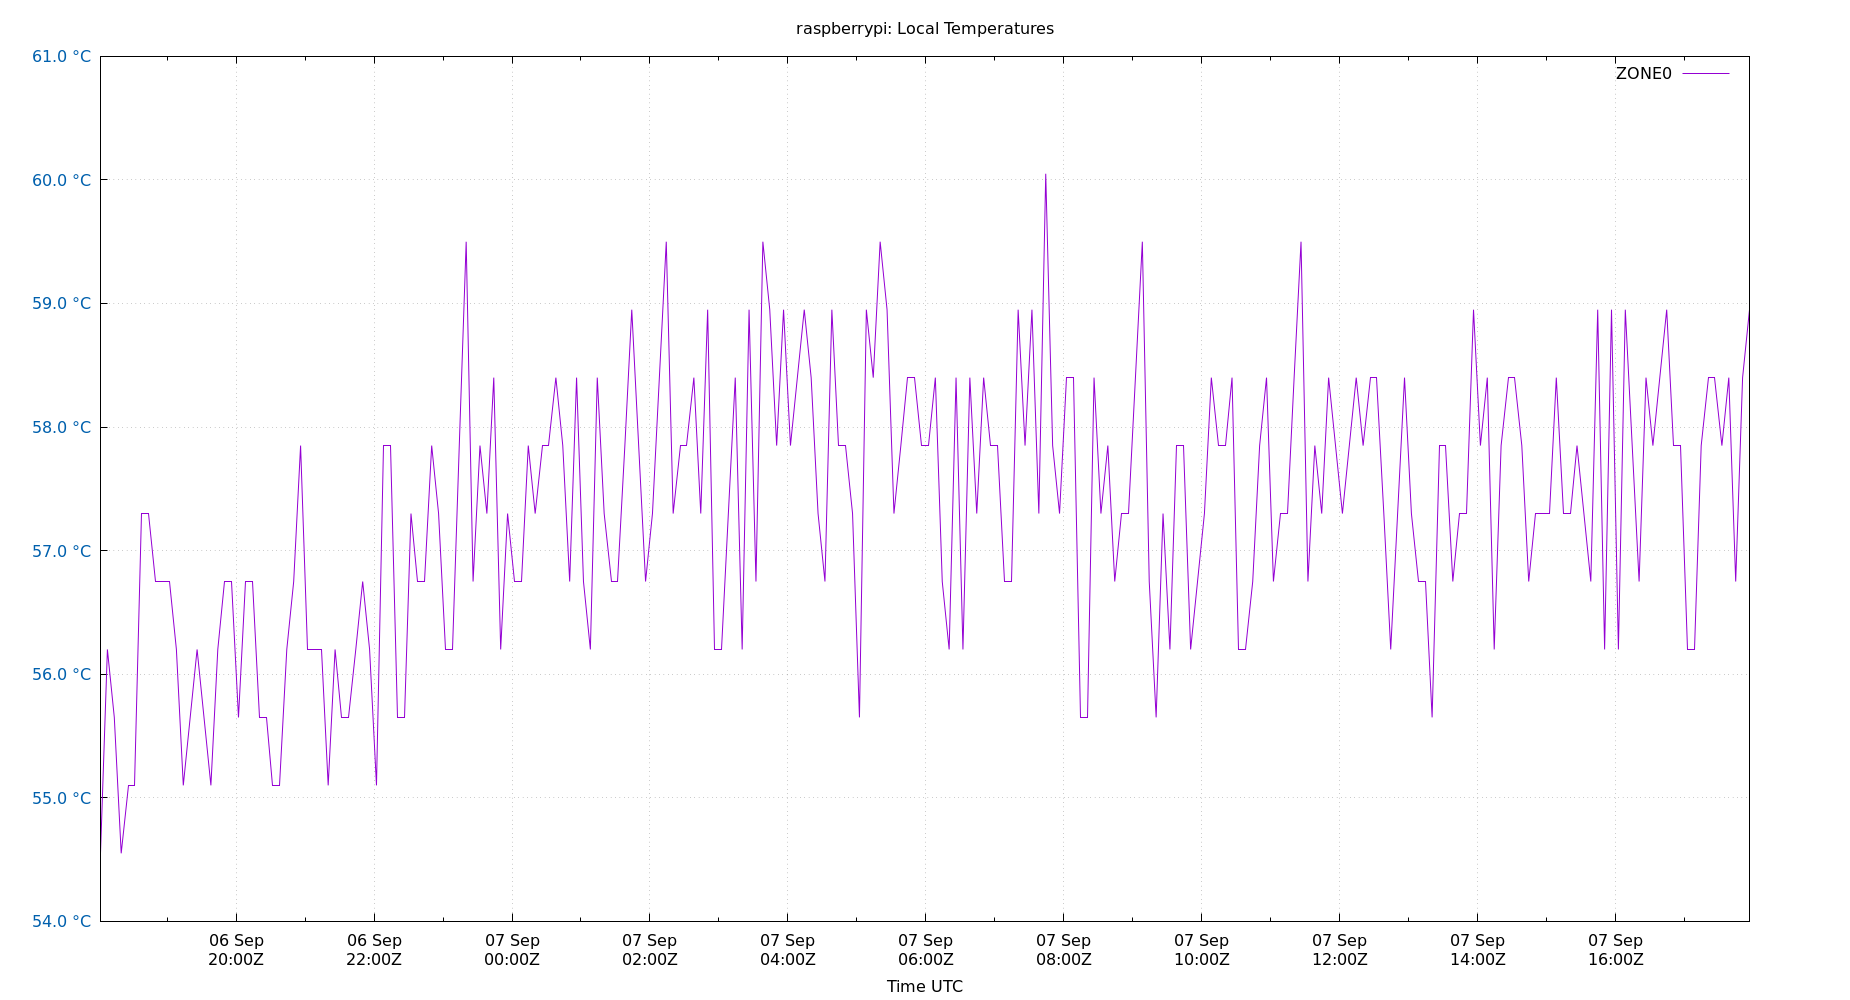 raspberrypi: Local Temperatures
61.0 °C
ZONE0
60.0 °C
59.0 °C
58.0 °C
57.0 °C
56.0 °C
55.0 °C
54.0 °C
06 Sep 06 Sep 07 Sep 07 Sep 07 Sep 07 Sep 07 Sep 07 Sep 07 Sep 07 Sep 07 Sep
20:00Z 22:00Z 00:00Z 02:00Z 04:00Z 06:00Z 08:00Z 10:00Z 12:00Z 14:00Z 16:00Z
Time UTC